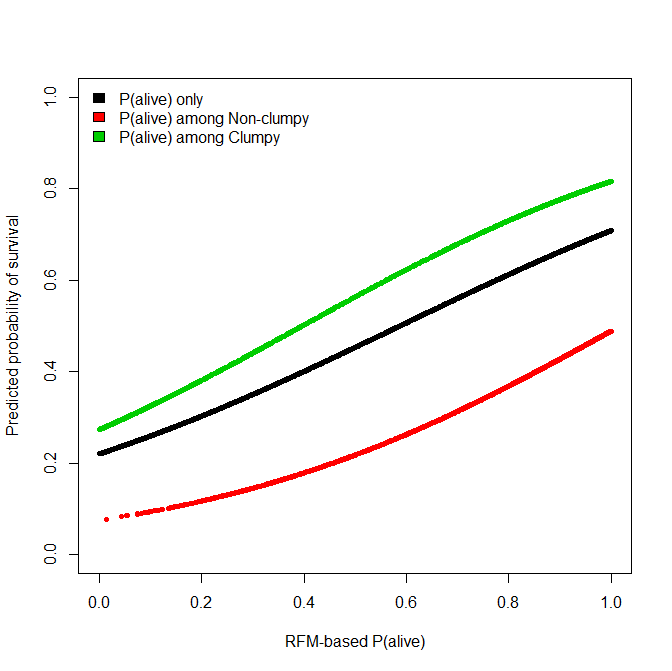 P(alive) only
P(alive) among Non-clumpy
P(alive) among Clumpy
Predicted probability of survival
1.0
0.8
0.6
0.4
0.2
0.0
0.0 0.2 0.4 0.6 0.8 1.0
RFM-based P(alive)